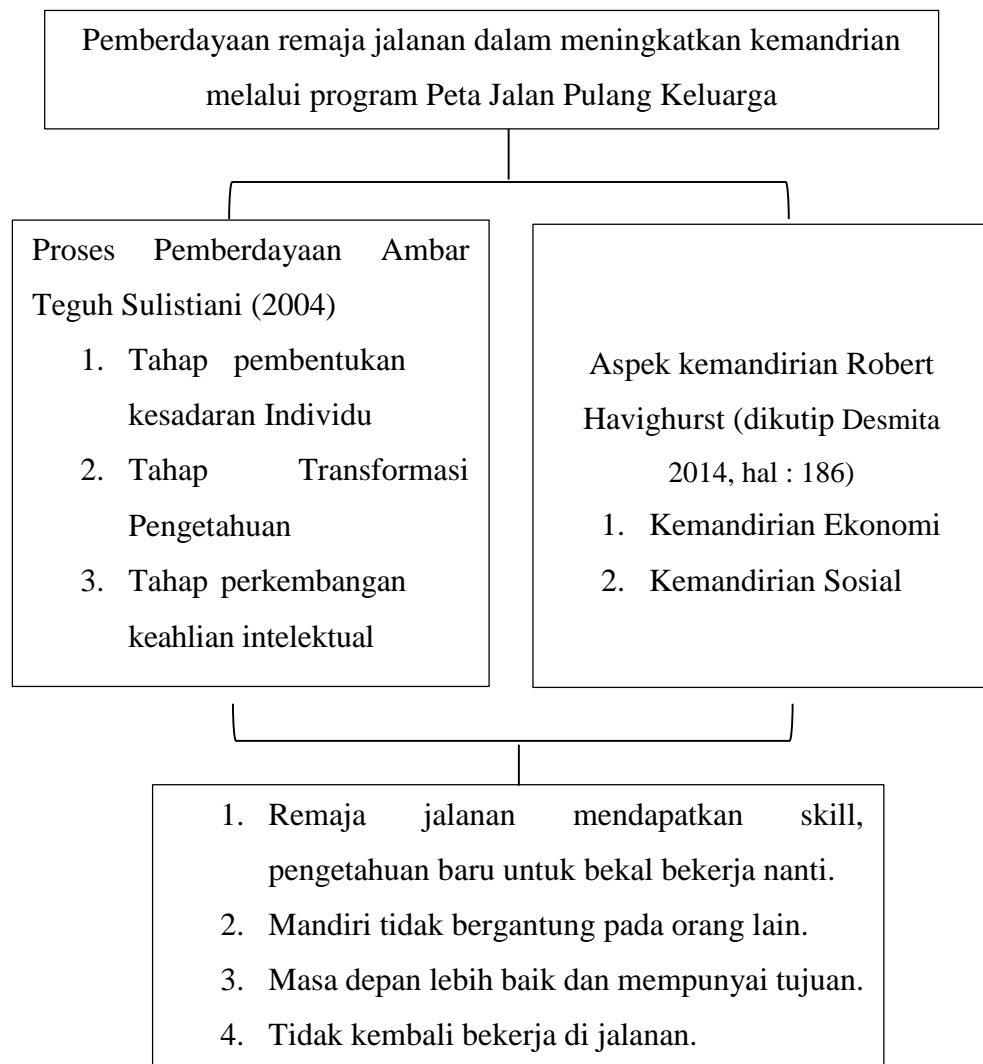 Pemberdayaan remaja jalanan dalam meningkatkan kemandrian
melalui program Peta Jalan Pulang Keluarga
Proses Pemberdayaan Ambar
Teguh Sulistiani (2004)
1. Tahap pembentukan
kesadaran Individu
2. Tahap Transformasi
Pengetahuan
3. Tahap perkembangan
keahlian intelektual
Aspek kemandirian Robert
Havighurst (dikutip Desmita
2014, hal : 186)
1. Kemandirian Ekonomi
2. Kemandirian Sosial
1. Remaja jalanan mendapatkan skill,
pengetahuan baru untuk bekal bekerja nanti.
2. Mandiri tidak bergantung pada orang lain.
3. Masa depan lebih baik dan mempunyai tujuan.
4. Tidak kembali bekerja di jalanan.